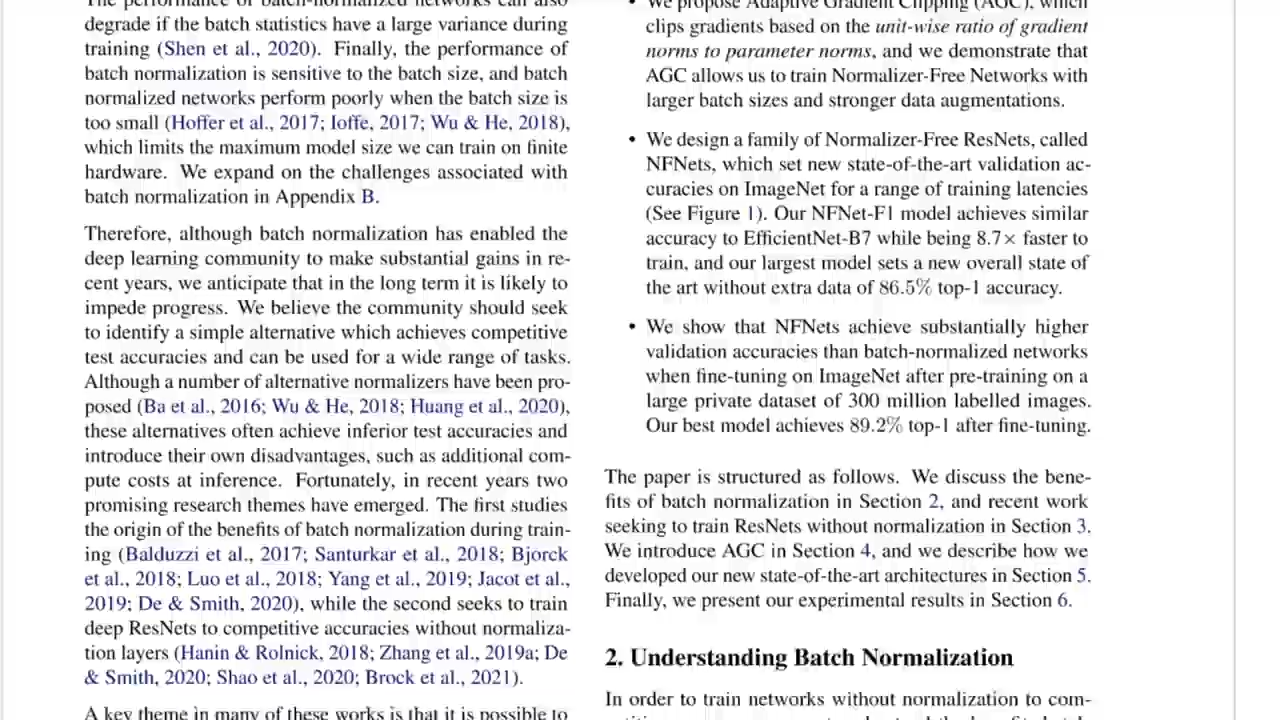 The performance of batch-normalized networks can also
degrade if the batch statistics have a large variance during
training (Shen et al., 2020). Finally, the performance of
batch normalization is sensitive to the batch size, and batch
normalized networks perform poorly when the batch size is
too small (Hoffer et al., 2017; Ioffe, 2017; Wu & He, 2018),
which limits the maximum model size we can train on finite
hardware. We expand on the challenges associated with
batch normalization in Appendix B.
Therefore, although batch normalization has enabled the
deep learning community to make substantial gains in re-
cent years, we anticipate that in the long term it is likely to
impede progress. We believe the community should seek
to identify a simple alternative which achieves competitive
test accuracies and can be used for a wide range of tasks.
Although a number of alternative normalizers have been pro-
posed (Ba et al., 2016; Wu & He, 2018; Huang et al., 2020),
these alternatives often achieve inferior test accuracies and
introduce their own disadvantages, such as additional com-
pute costs at inference. Fortunately, in recent years two
promising research themes have emerged. The first studies
the origin of the benefits of batch normalization during train-
ing (Balduzzi et al., 2017; Santurkar et al., 2018; Bjorck
et al., 2018; Luo et al., 2018; Yang et al., 2019; Jacot et al.,
2019; De & Smith, 2020), while the second seeks to train
deep ResNets to competitive accuracies without normaliza-
tion layers (Hanin & Rolnick, 2018; Zhang et al., 2019a; De
& Smith, 2020; Shao et al., 2020; Brock et al., 2021).
A key theme in many of these works is that it is possible to
• We propose Adaptive Gradient Clipping (AGC), which
clips gradients based on the unit-wise ratio of gradient
norms to parameter norms, and we demonstrate that
AGC allows us to train Normalizer-Free Networks with
larger batch sizes and stronger data augmentations.
• We design a family of Normalizer-Free ResNets, called
NFNets, which set new state-of-the-art validation ac-
curacies on ImageNet for a range of training latencies
(See Figure 1). Our NFNet-F1 model achieves similar
accuracy to EfficientNet-B7 while being 8.7× faster to
train, and our largest model sets a new overall state of
the art without extra data of 86.5% top-1 accuracy.
• We show that NFNets achieve substantially higher
validation accuracies than batch-normalized networks
when fine-tuning on ImageNet after pre-training on a
large private dataset of 300 million labelled images.
Our best model achieves 89.2% top-1 after fine-tuning.
The paper is structured as follows. We discuss the bene-
fits of batch normalization in Section 2, and recent work
seeking to train ResNets without normalization in Section 3.
We introduce AGC in Section 4, and we describe how we
developed our new state-of-the-art architectures in Section 5.
Finally, we present our experimental results in Section 6.
2. Understanding Batch Normalization
In order to train networks without normalization to com-